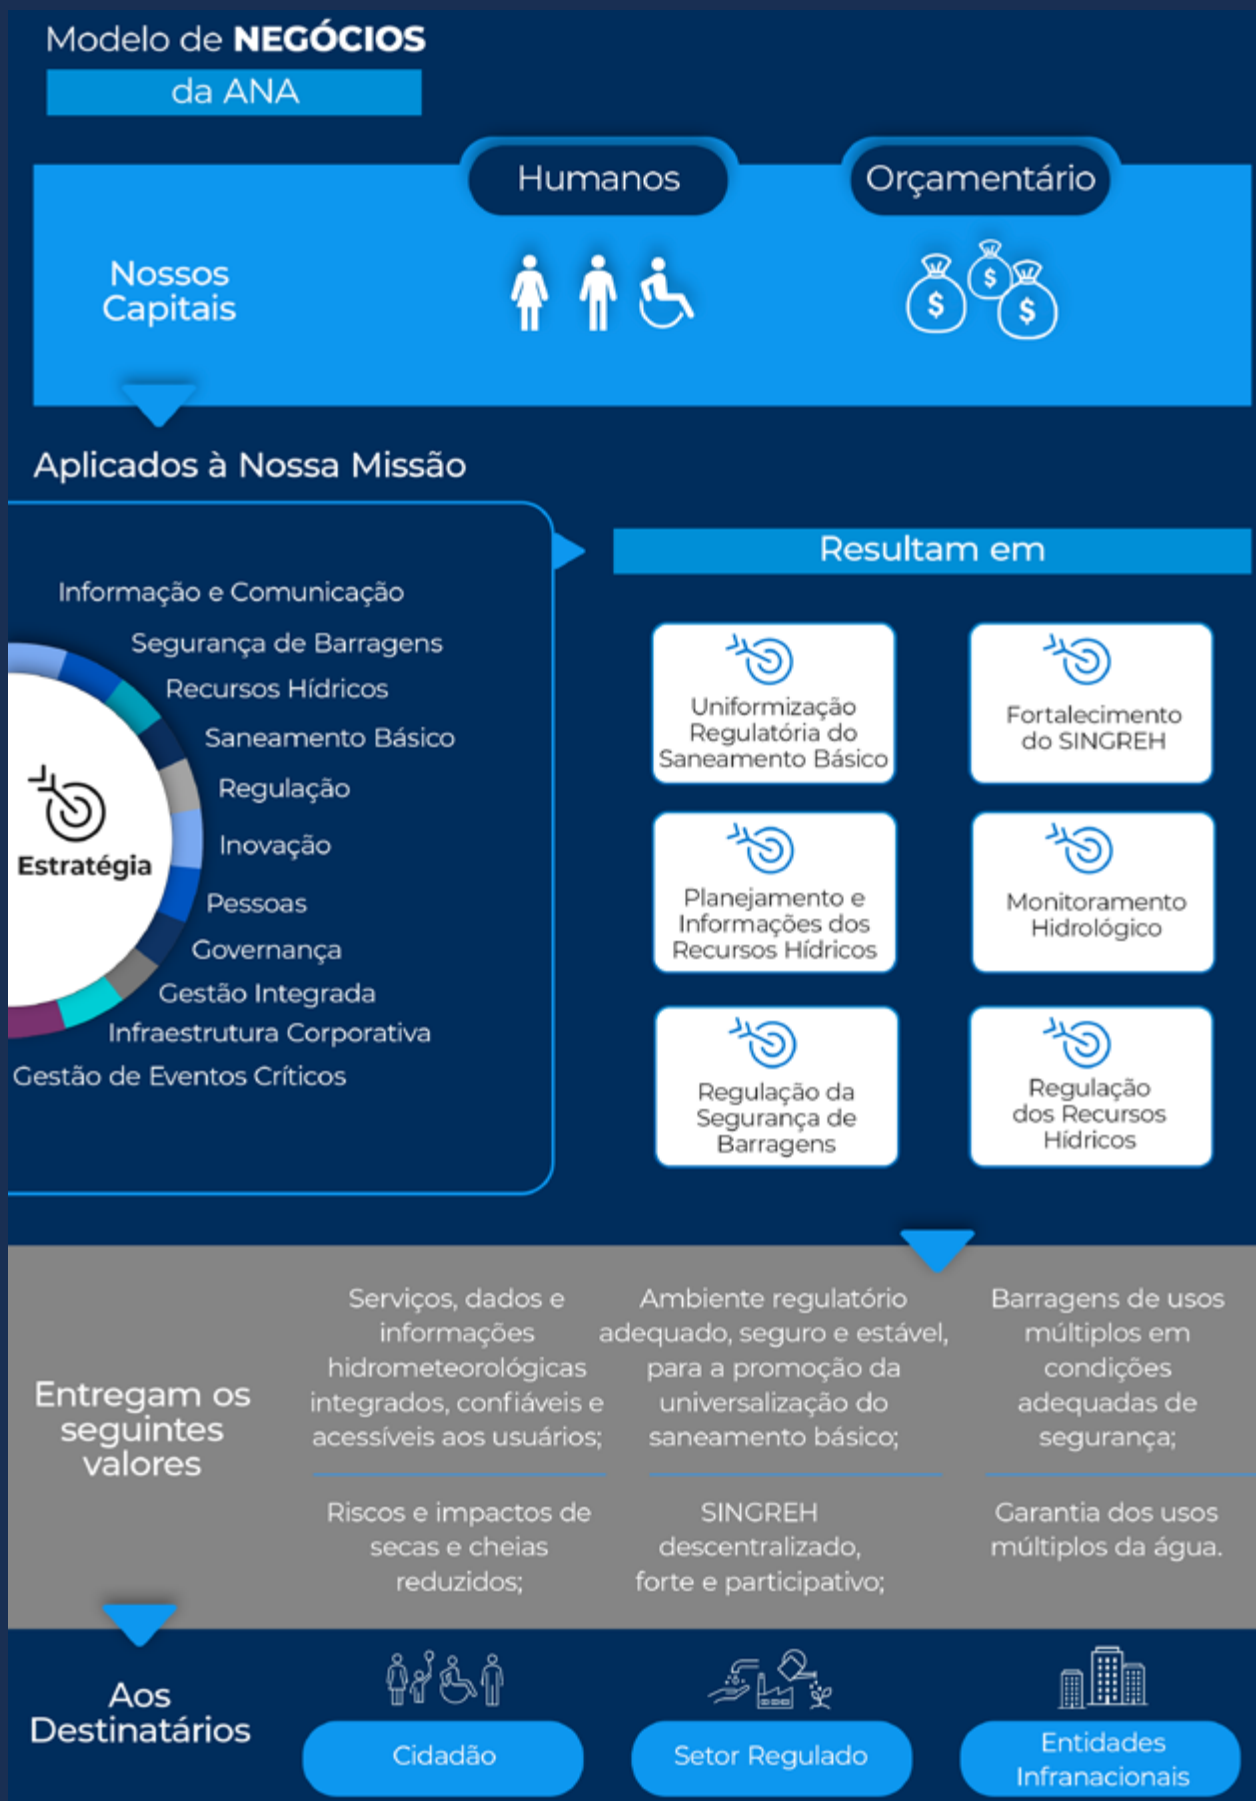 Modelo de NEGÓCIOS
da ANA
Humanos
Orçamentário
Nossos
Capitais
$
$
$
Aplicados à Nossa Missão
Informação e Comunicação
Segurança de Barragens
Recursos Hídricos
Saneamento Básico
Regulação
Inovação
Pessoas
Governança
Gestão Integrada
Infraestrutura Corporativa
Gestão de Eventos Críticos
Estratégia
Resultam em
Uniformização
Regulatória do
Saneamento Básico
Fortalecimento
do SINGREH
Planejamento e
Informações dos
Recursos Hídricos
Monitoramento
Hidrológico
Regulação da
Segurança de
Barragens
Regulação
dos Recursos
Hídricos
Entregam os
seguintes
valores
Serviços, dados e
informações
hidrometeorológicas
integrados, confiáveis e
acessíveis aos usuários;
Ambiente regulatório
adequado, seguro e estável,
para a promoção da
universalização do
saneamento básico;
Barragens de usos
múltiplos em
condições
adequadas de
segurança;
Riscos e impactos de
secas e cheias
reduzidos;
SINGREH
descentralizado,
forte e participativo;
Garantia dos usos
múltiplos da água.
Aos
Destinatários
Cidadão
Setor Regulado
Entidades
Infranacionais